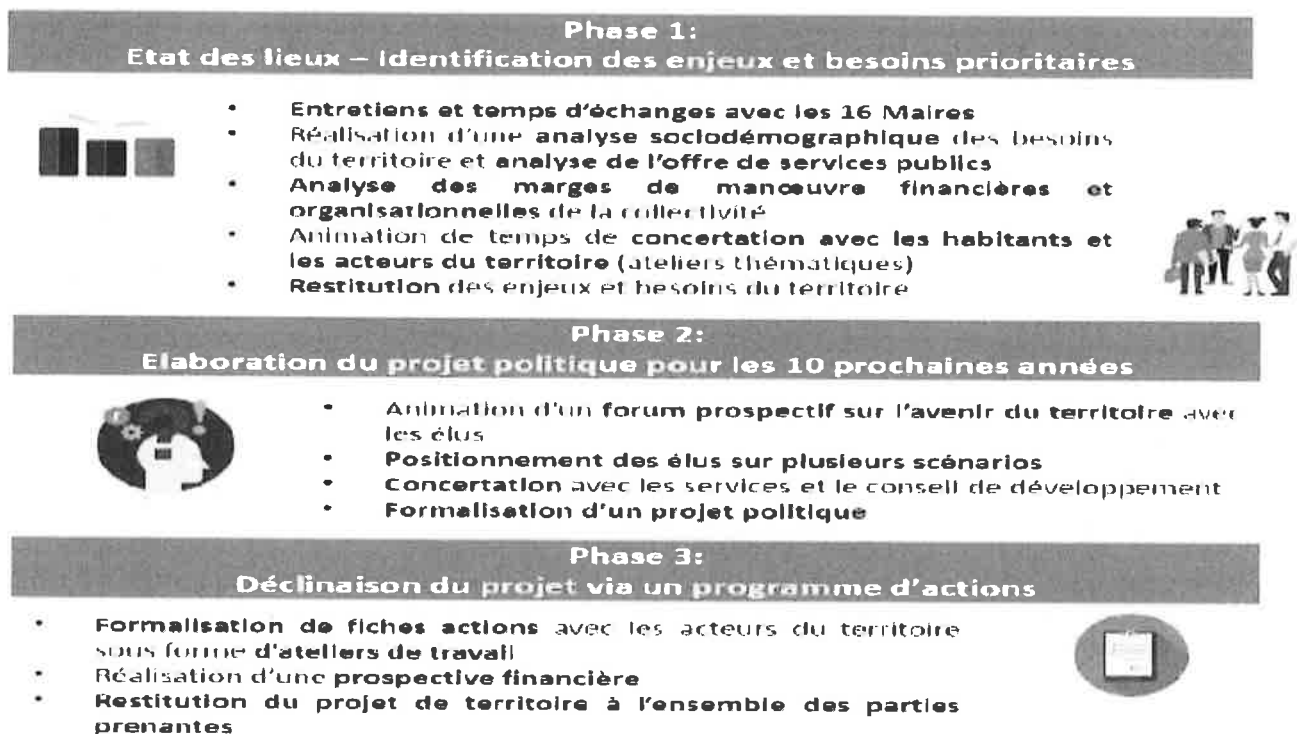 Phase 1:
Etat des lieux – Identification des enjeux et besoins prioritaires
• Entretiens et temps d'échanges avec les 16 Maires
• Réalisation d'une analyse sociodémographique des besoins
du territoire et analyse de l'offre de services publics
• Analyse des marges de manœuvre financières et
organisationnelles de la collectivité
• Animation de temps de concertation avec les habitants et
les acteurs du territoire (ateliers thématiques)
• Restitution des enjeux et besoins du territoire
Phase 2:
Elaboration du projet politique pour les 10 prochaines années
• Animation d'un forum prospectif sur l'avenir du territoire avec
les élus
• Positionnement des élus sur plusieurs scénarios
• Concertation avec les services et le conseil de développement
• Formalisation d'un projet politique
Phase 3:
Déclinaison du projet via un programme d'actions
• Formalisation de fiches actions avec les acteurs du territoire
sous forme d'ateliers de travail
• Réalisation d'une prospective financière
• Restitution du projet de territoire à l'ensemble des parties
prenantes